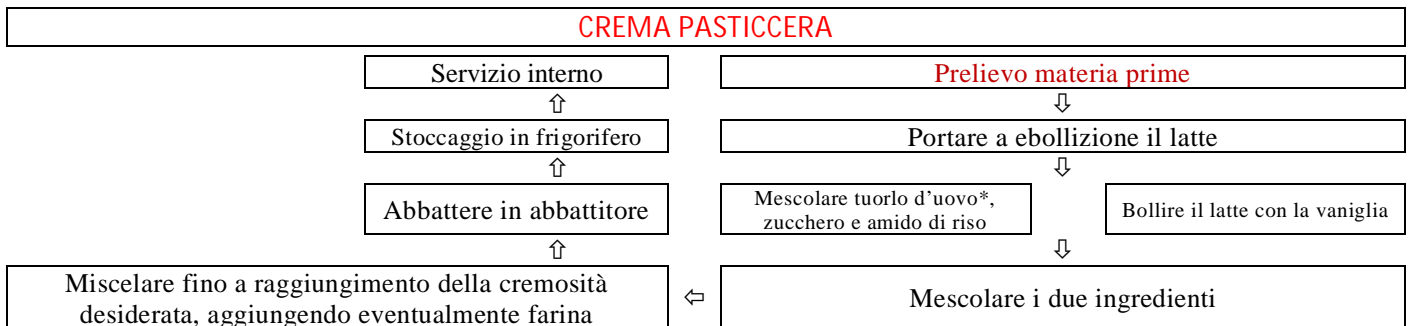 CREMA PASTICCERA
Servizio interno
Prelievo materia prime
Stoccaggio in frigorifero
Portare a ebollizione il latte
Abbattere in abbattitore
Mescolare tuorlo d'uovo*,
zucchero e amido di riso
Bollire il latte con la vaniglia
Miscelare fino a raggiungimento della cremosità
desiderata, aggiungendo eventualmente farina
Mescolare i due ingredienti